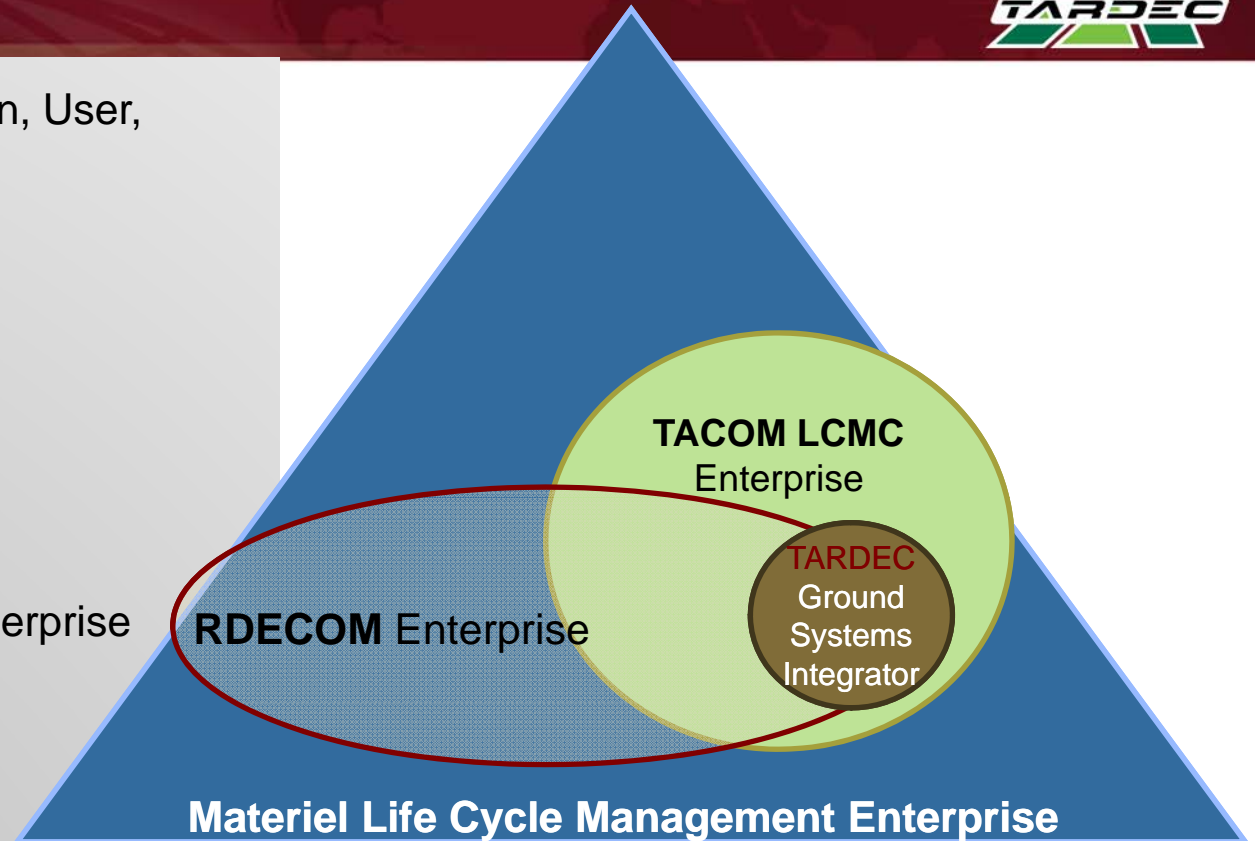 TARDEC
n, User,
TACOM LCMC
Enterprise
TARDEC
Ground
Systems
Integrator
erprise
RDECOM Enterprise
Materiel Life Cycle Management Enterprise